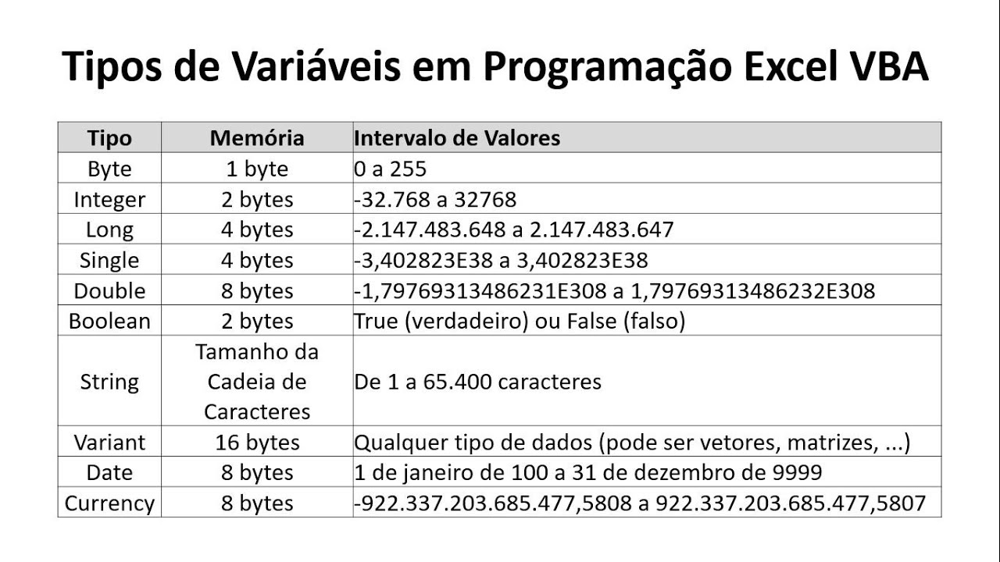 Tipos de Variáveis em Programação Excel VBA
Tipo Memória Intervalo de Valores
Byte 1 byte 0 a 255
Integer 2 bytes -32.768 a 32768
Long 4 bytes -2.147.483.648 a 2.147.483.647
Single 4 bytes -3,402823E38 a 3,402823E38
Double 8 bytes -1,79769313486231E308 a 1,79769313486232E308
Boolean 2 bytes True (verdadeiro) ou False (falso)
String Tamanho da Cadeia de Caracteres De 1 a 65.400 caracteres
Variant 16 bytes Qualquer tipo de dados (pode ser vetores, matrizes, ...)
Date 8 bytes 1 de janeiro de 100 a 31 de dezembro de 9999
Currency 8 bytes -922.337.203.685.477,5808 a 922.337.203.685.477,5807